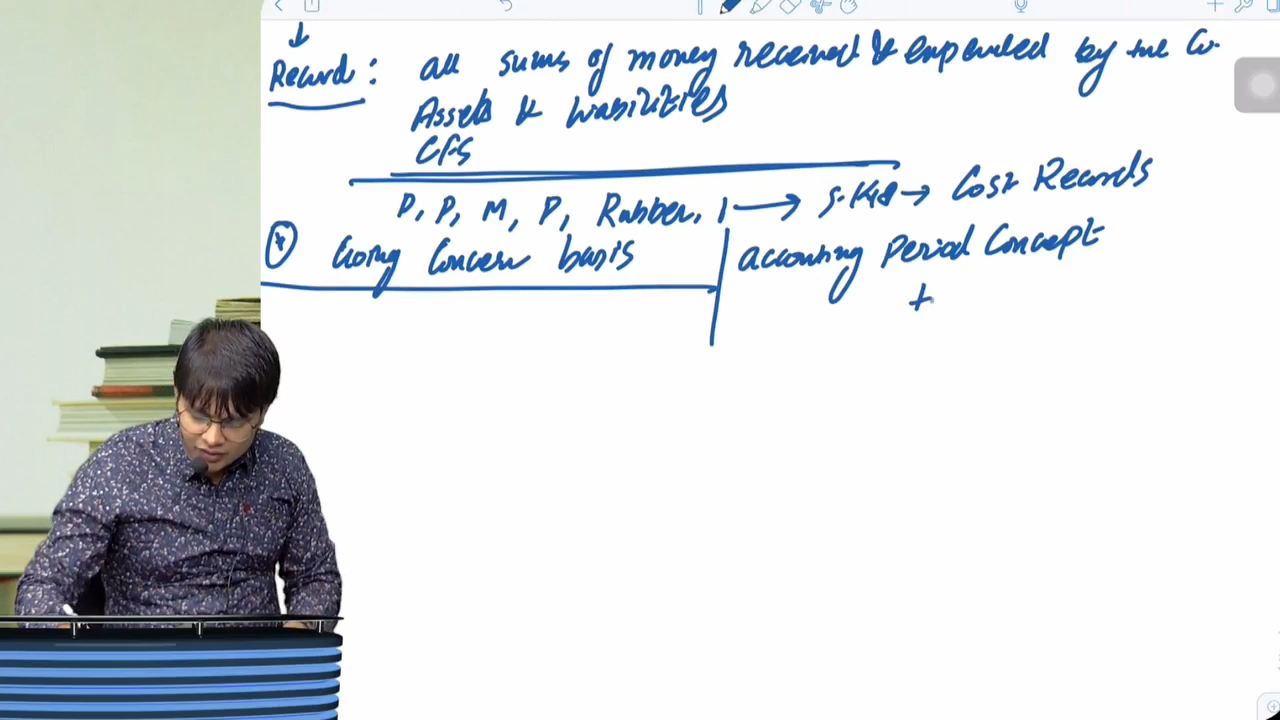 Record: all sums of money received & expended by the Co.
Assets & Liabilities
CFS
P, P, M, P, Rubber, 1 → S.148 → Cost Records
* Going Concern basis
accounting Period Concept
+